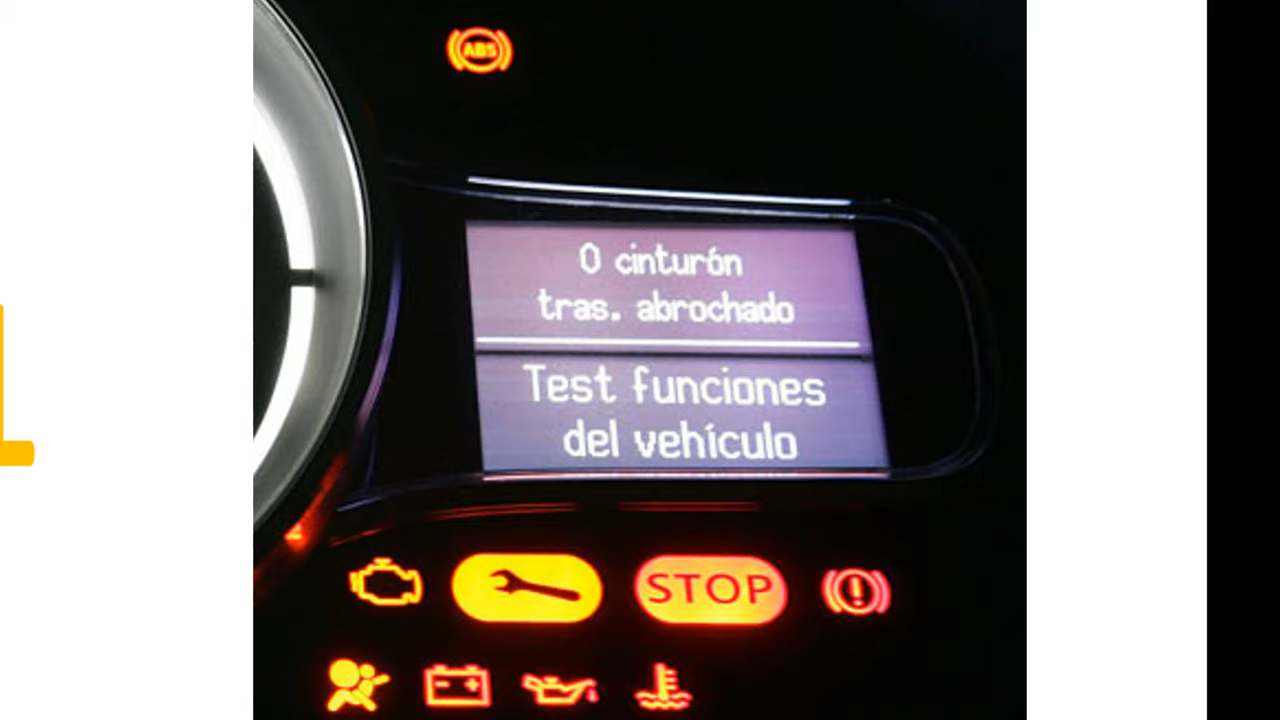 ABS
0 cinturón
tras. abrochado
Test funciones
del vehículo
STOP